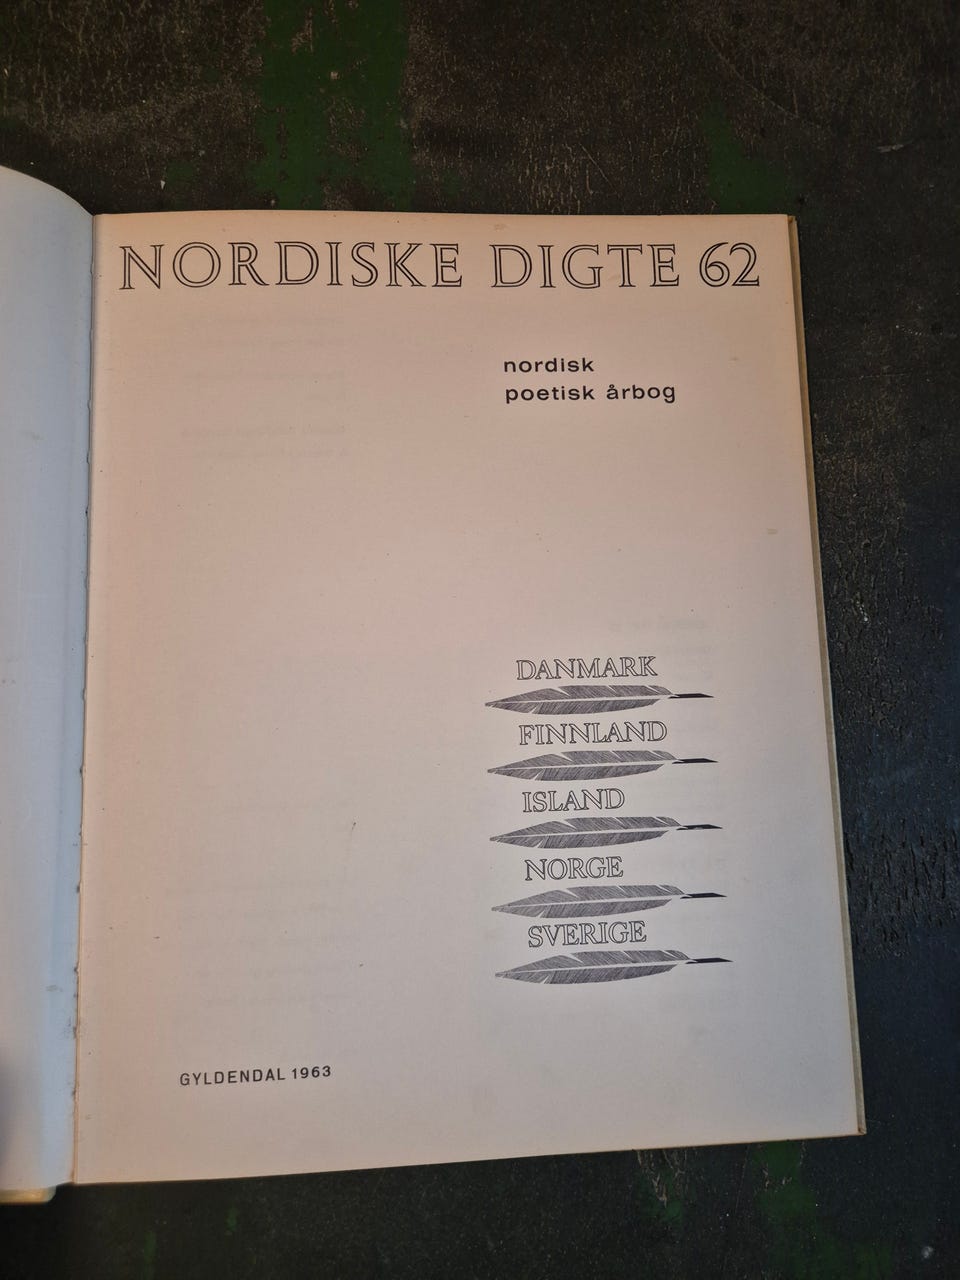 NORDISKE DIGTE 62
nordisk
poetisk årbog
DANMARK
FINNLAND
ISLAND
NORGE
SVERIGE
GYLDENDAL 1963